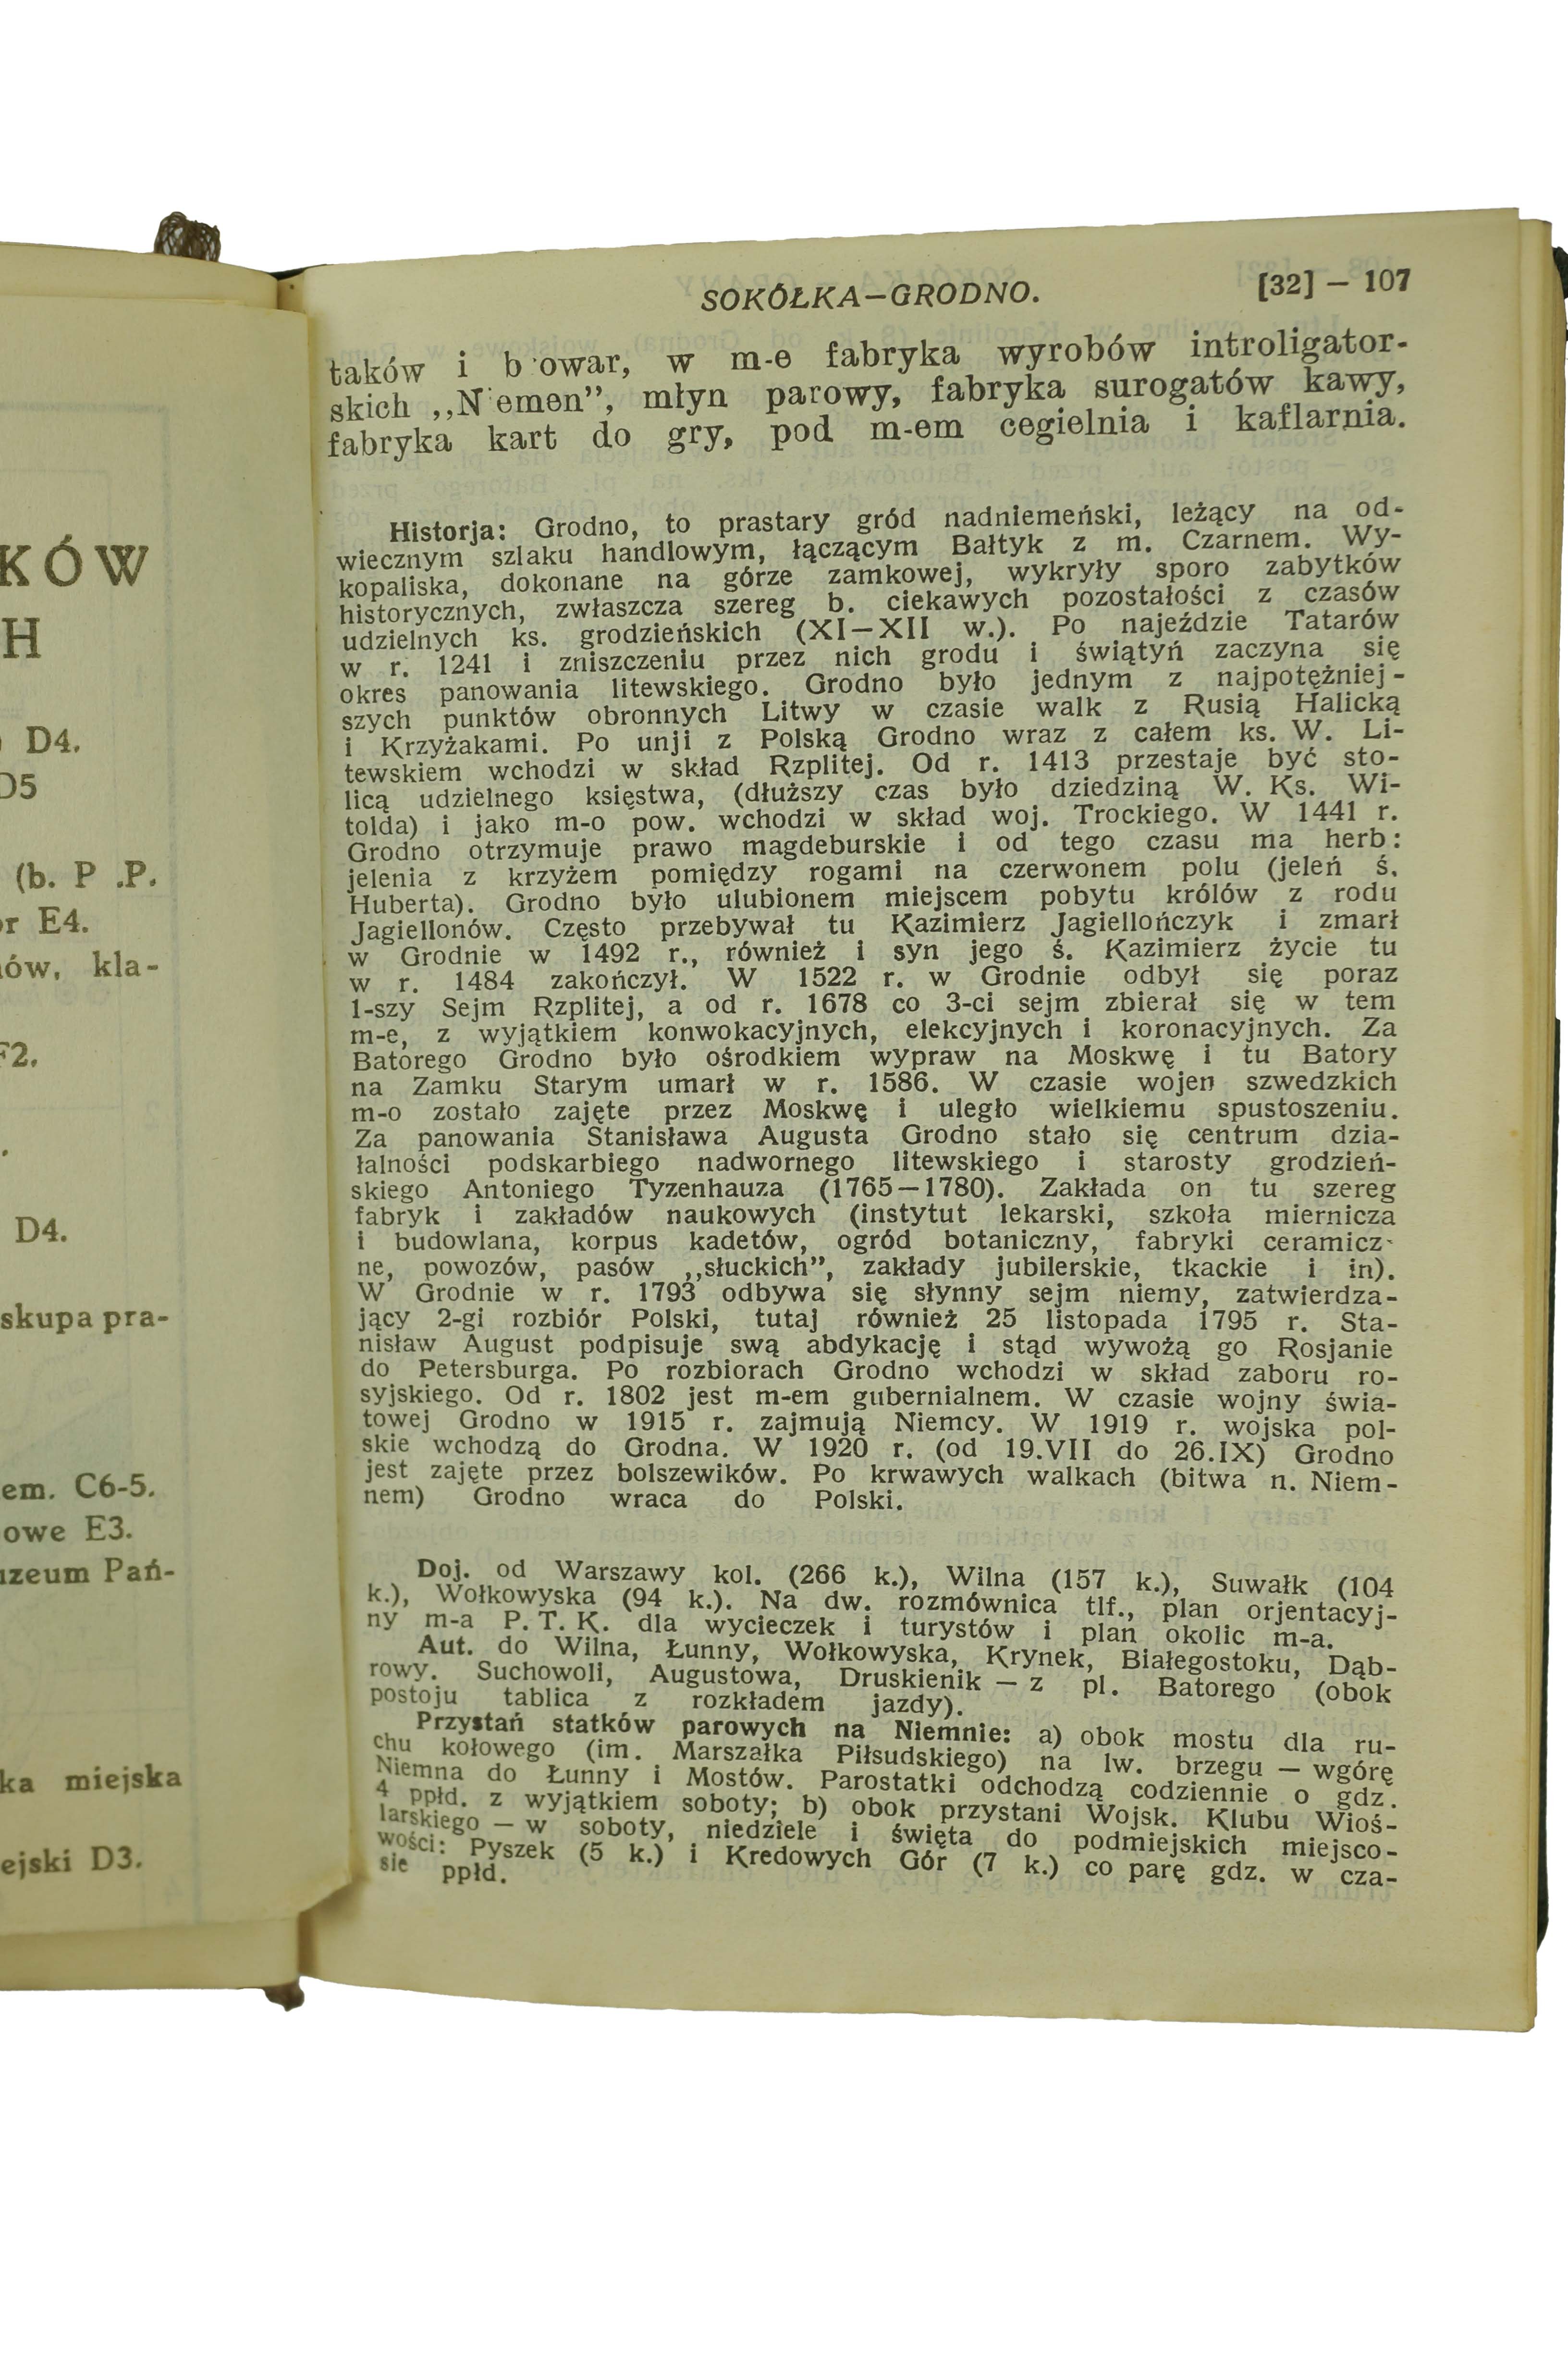 KÓW
H
D4.
D5
(b. P .P.
E4.
kla-
F2.
D4.
skupa pra-
em. C6-5.
owe E3.
uzeum Pań-
ka miejska
ejski D3.
SOKÓŁKA—GRODNO.
[32] — 107
taków i b owar, w m-e fabryka wyrobów introligator-
skich ,,N emen”, młyn parowy, fabryka surogatów kawy,
fabryka kart do gry, pod m-em cegielnia i kaflarnia.
Historja: Grodno, to prastary gród nadniemeński, leżący na od-
wiecznym szlaku handlowym, łączącym Bałtyk z m. Czarnem. Wy-
kopaliska, dokonane na górze zamkowej, wykryły sporo zabytków
historycznych, zwłaszcza szereg b. ciekawych pozostałości z czasów
udzielnych ks. grodzieńskich (XI—XII w.). Po najeździe Tatarów
w r. 1241 i zniszczeniu przez nich grodu i świątyń zaczyna się
okres panowania litewskiego. Grodno było jednym z najpotężniej-
szych punktów obronnych Litwy w czasie walk z Rusią Halicką
i Krzyżakami. Po unji z Polską Grodno wraz z całem ks. W. Li-
tewskiem wchodzi w skład Rzplitej. Od r. 1413 przestaje być sto-
licą udzielnego księstwa, (dłuższy czas było dziedziną W. Ks. Wi-
tolda) i jako m-o pow. wchodzi w skład woj. Trockiego. W 1441 r.
Grodno otrzymuje prawo magdeburskie i od tego czasu ma herb:
jelenia z krzyżem pomiędzy rogami na czerwonem polu (jeleń ś.
Huberta). Grodno było ulubionem miejscem pobytu królów z rodu
Jagiellonów. Często przebywał tu Kazimierz Jagiellończyk i zmarł
w Grodnie w 1492 r., również i syn jego ś. Kazimierz życie tu
w r. 1484 zakończył. W 1522 r. w Grodnie odbył się poraz
1-szy Sejm Rzplitej, a od r. 1678 co 3-ci sejm zbierał się w tem
m-e, z wyjątkiem konwokacyjnych, elekcyjnych i koronacyjnych. Za
Batorego Grodno było ośrodkiem wypraw na Moskwę i tu Batory
na Zamku Starym umarł w r. 1586. W czasie wojen szwedzkich
m-o zostało zajęte przez Moskwę i uległo wielkiemu spustoszeniu.
Za panowania Stanisława Augusta Grodno stało się centrum dzia-
łalności podskarbiego nadwornego litewskiego i starosty grodzień-
skiego Antoniego Tyzenhauza (1765—1780). Zakłada on tu szereg
fabryk i zakładów naukowych (instytut lekarski, szkoła miernicza
i budowlana, korpus kadetów, ogród botaniczny, fabryki ceramicz-
ne, powozów, pasów ,,słuckich”, zakłady jubilerskie, tkackie i in).
W Grodnie w r. 1793 odbywa się słynny sejm niemy, zatwierdza-
jący 2-gi rozbiór Polski, tutaj również 25 listopada 1795 r. Sta-
nisław August podpisuje swą abdykację i stąd wywożą go Rosjanie
do Petersburga. Po rozbiorach Grodno wchodzi w skład zaboru ro-
syjskiego. Od r. 1802 jest m-em gubernialnem. W czasie wojny świa-
towej Grodno w 1915 r. zajmują Niemcy. W 1919 r. wojska pol-
skie wchodzą do Grodna. W 1920 r. (od 19.VII do 26.IX) Grodno
jest zajęte przez bolszewików. Po krwawych walkach (bitwa n. Niem-
nem) Grodno wraca do Polski.
Doj. od Warszawy kol. (266 k.), Wilna (157 k.), Suwałk (104
k.), Wołkowyska (94 k.). Na dw. rozmównica tlf., plan orjentacyj-
ny m-a P. T. K. dla wycieczek i turystów i plan okolic m-a.
Aut. do Wilna, Łunny, Wołkowyska, Krynek, Białegostoku, Dąb-
rowy. Suchowoli, Augustowa, Druskienik — z pl. Batorego (obok
postoju tablica z rozkładem jazdy).
Przystań statków parowych na Niemnie: a) obok mostu dla ru-
chu kołowego (im. Marszałka Piłsudskiego) na lw. brzegu — wgórę
Niemna do Łunny i Mostów. Parostatki odchodzą codziennie o gdz.
4 ppłd. z wyjątkiem soboty; b) obok przystani Wojsk. Klubu Wioś-
larskiego — w soboty, niedziele i święta do podmiejskich miejsco-
wości: Pyszek (5 k.) i Kredowych Gór (7 k.) co parę gdz. w cza-
sie ppłd.